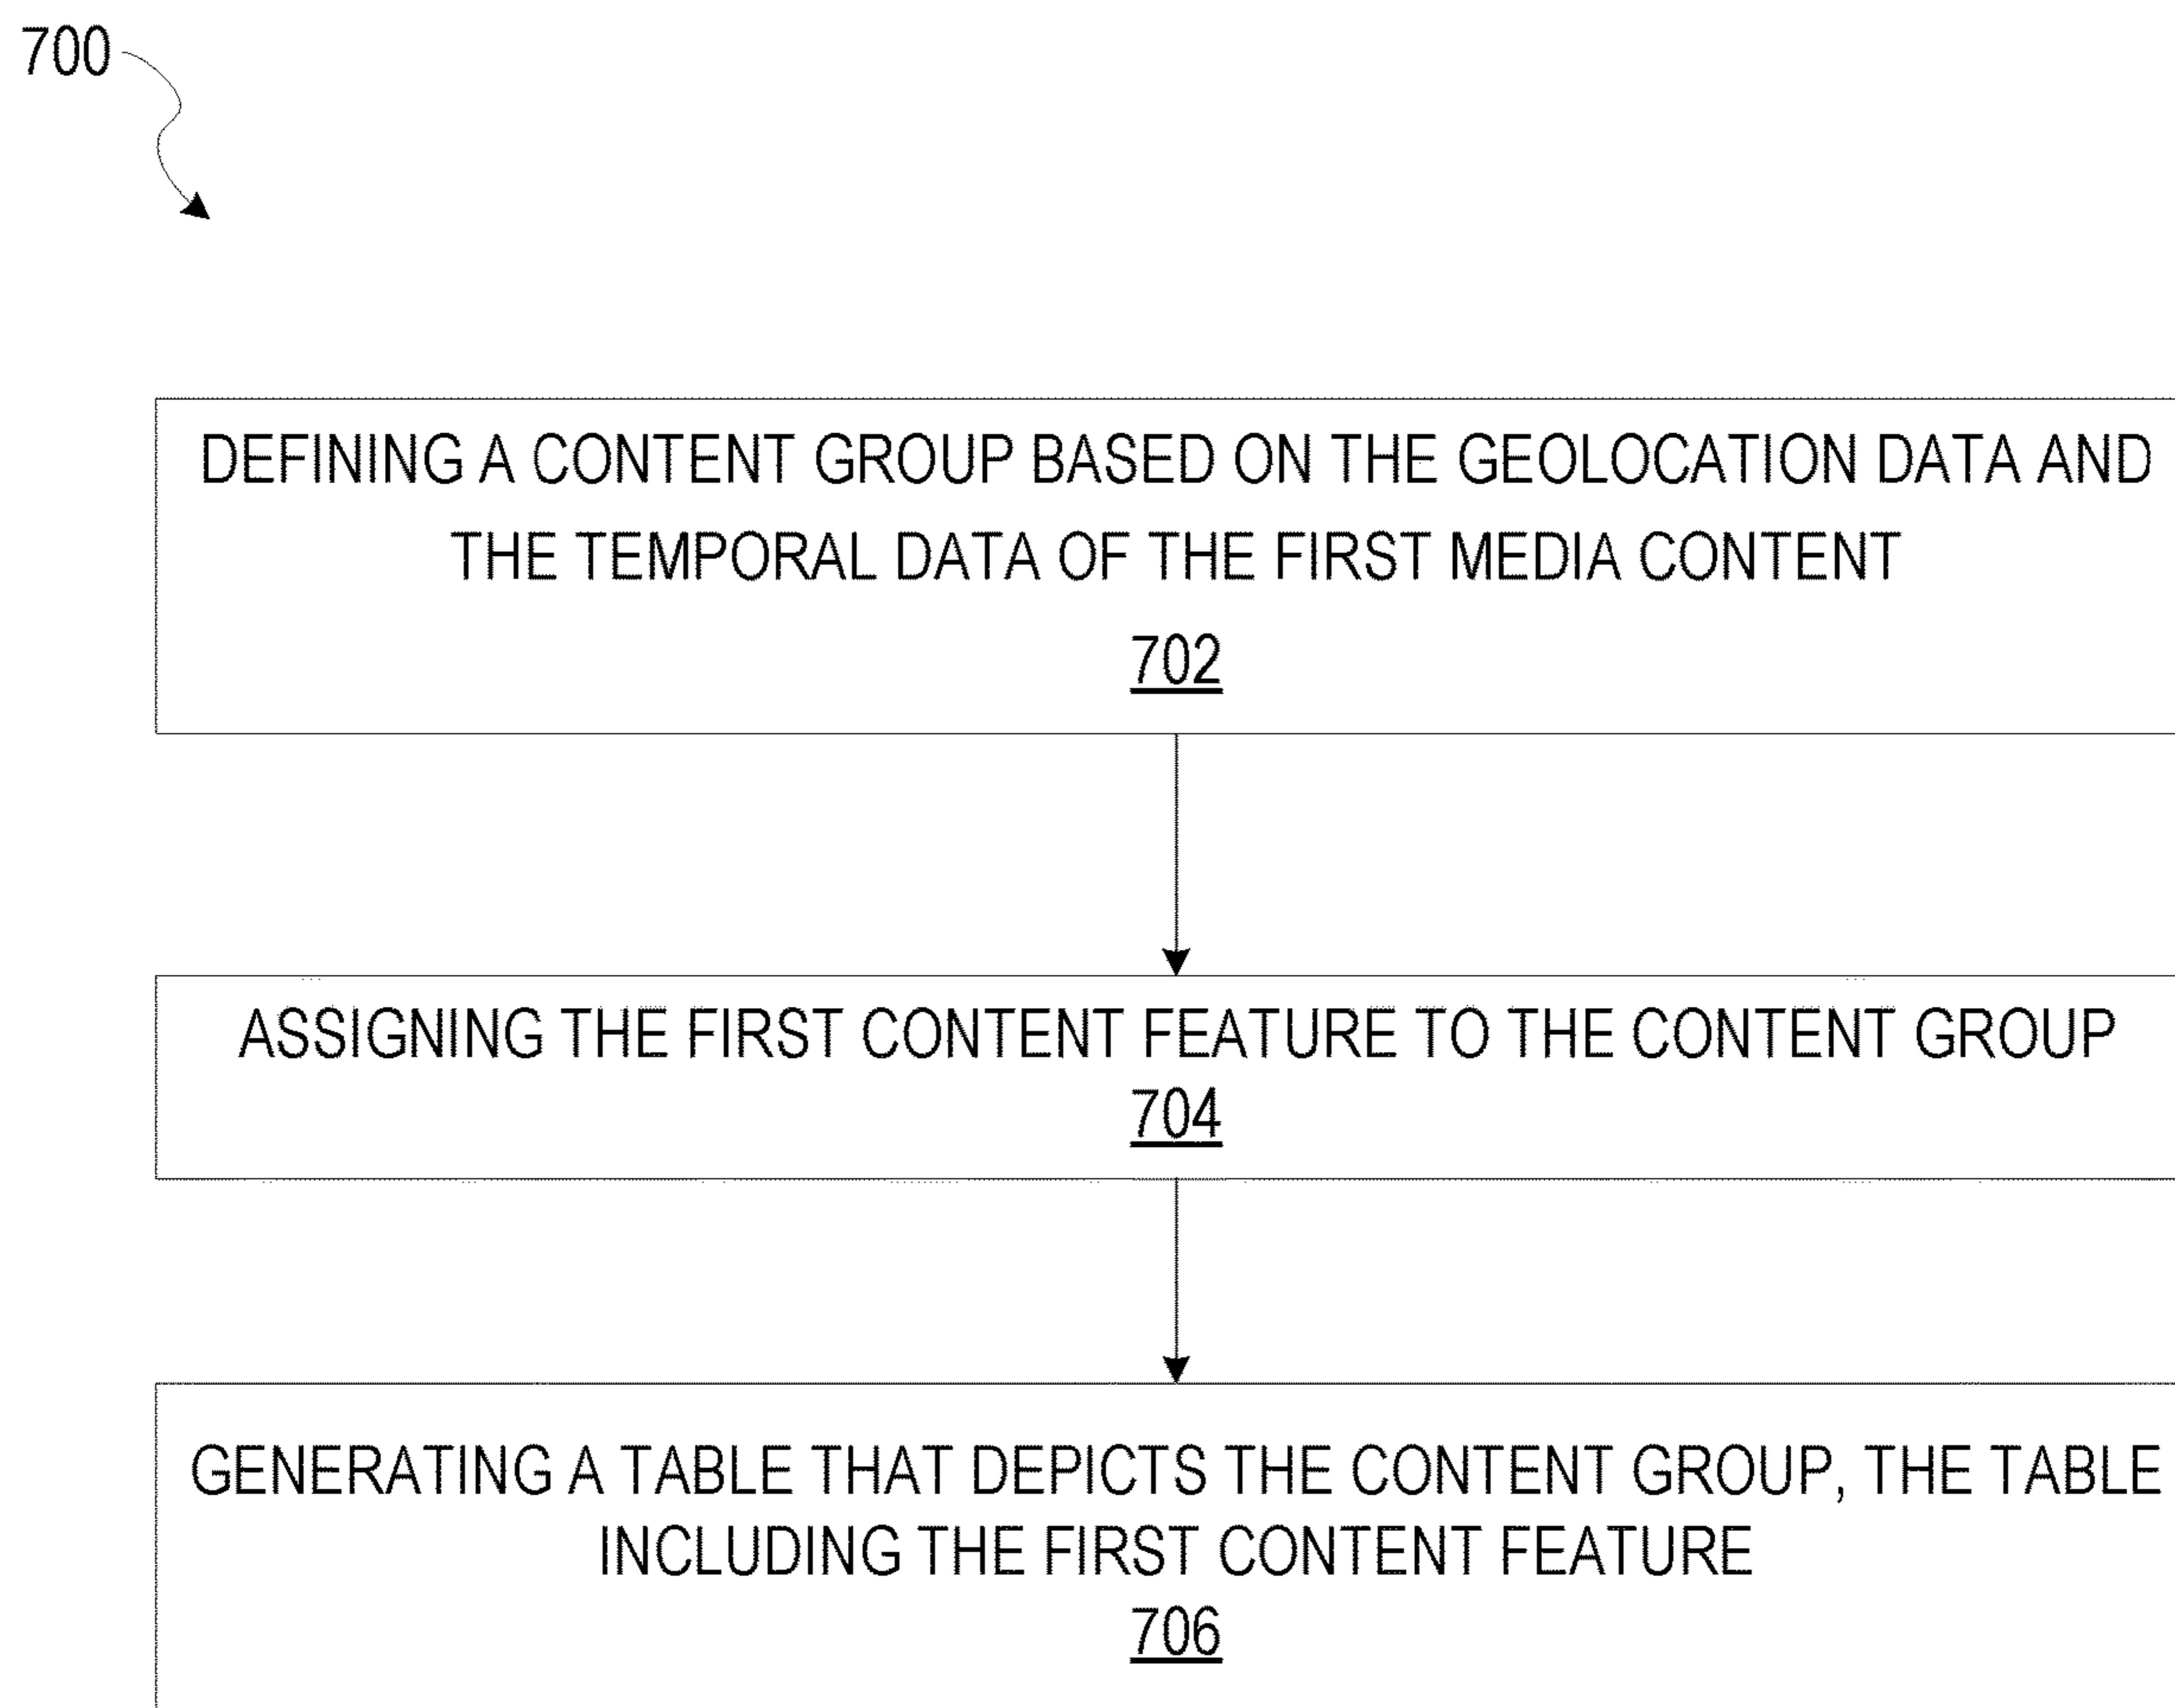 700
DEFINING A CONTENT GROUP BASED ON THE GEOLOCATION DATA AND
THE TEMPORAL DATA OF THE FIRST MEDIA CONTENT
702
ASSIGNING THE FIRST CONTENT FEATURE TO THE CONTENT GROUP
704
GENERATING A TABLE THAT DEPICTS THE CONTENT GROUP, THE TABLE
INCLUDING THE FIRST CONTENT FEATURE
706